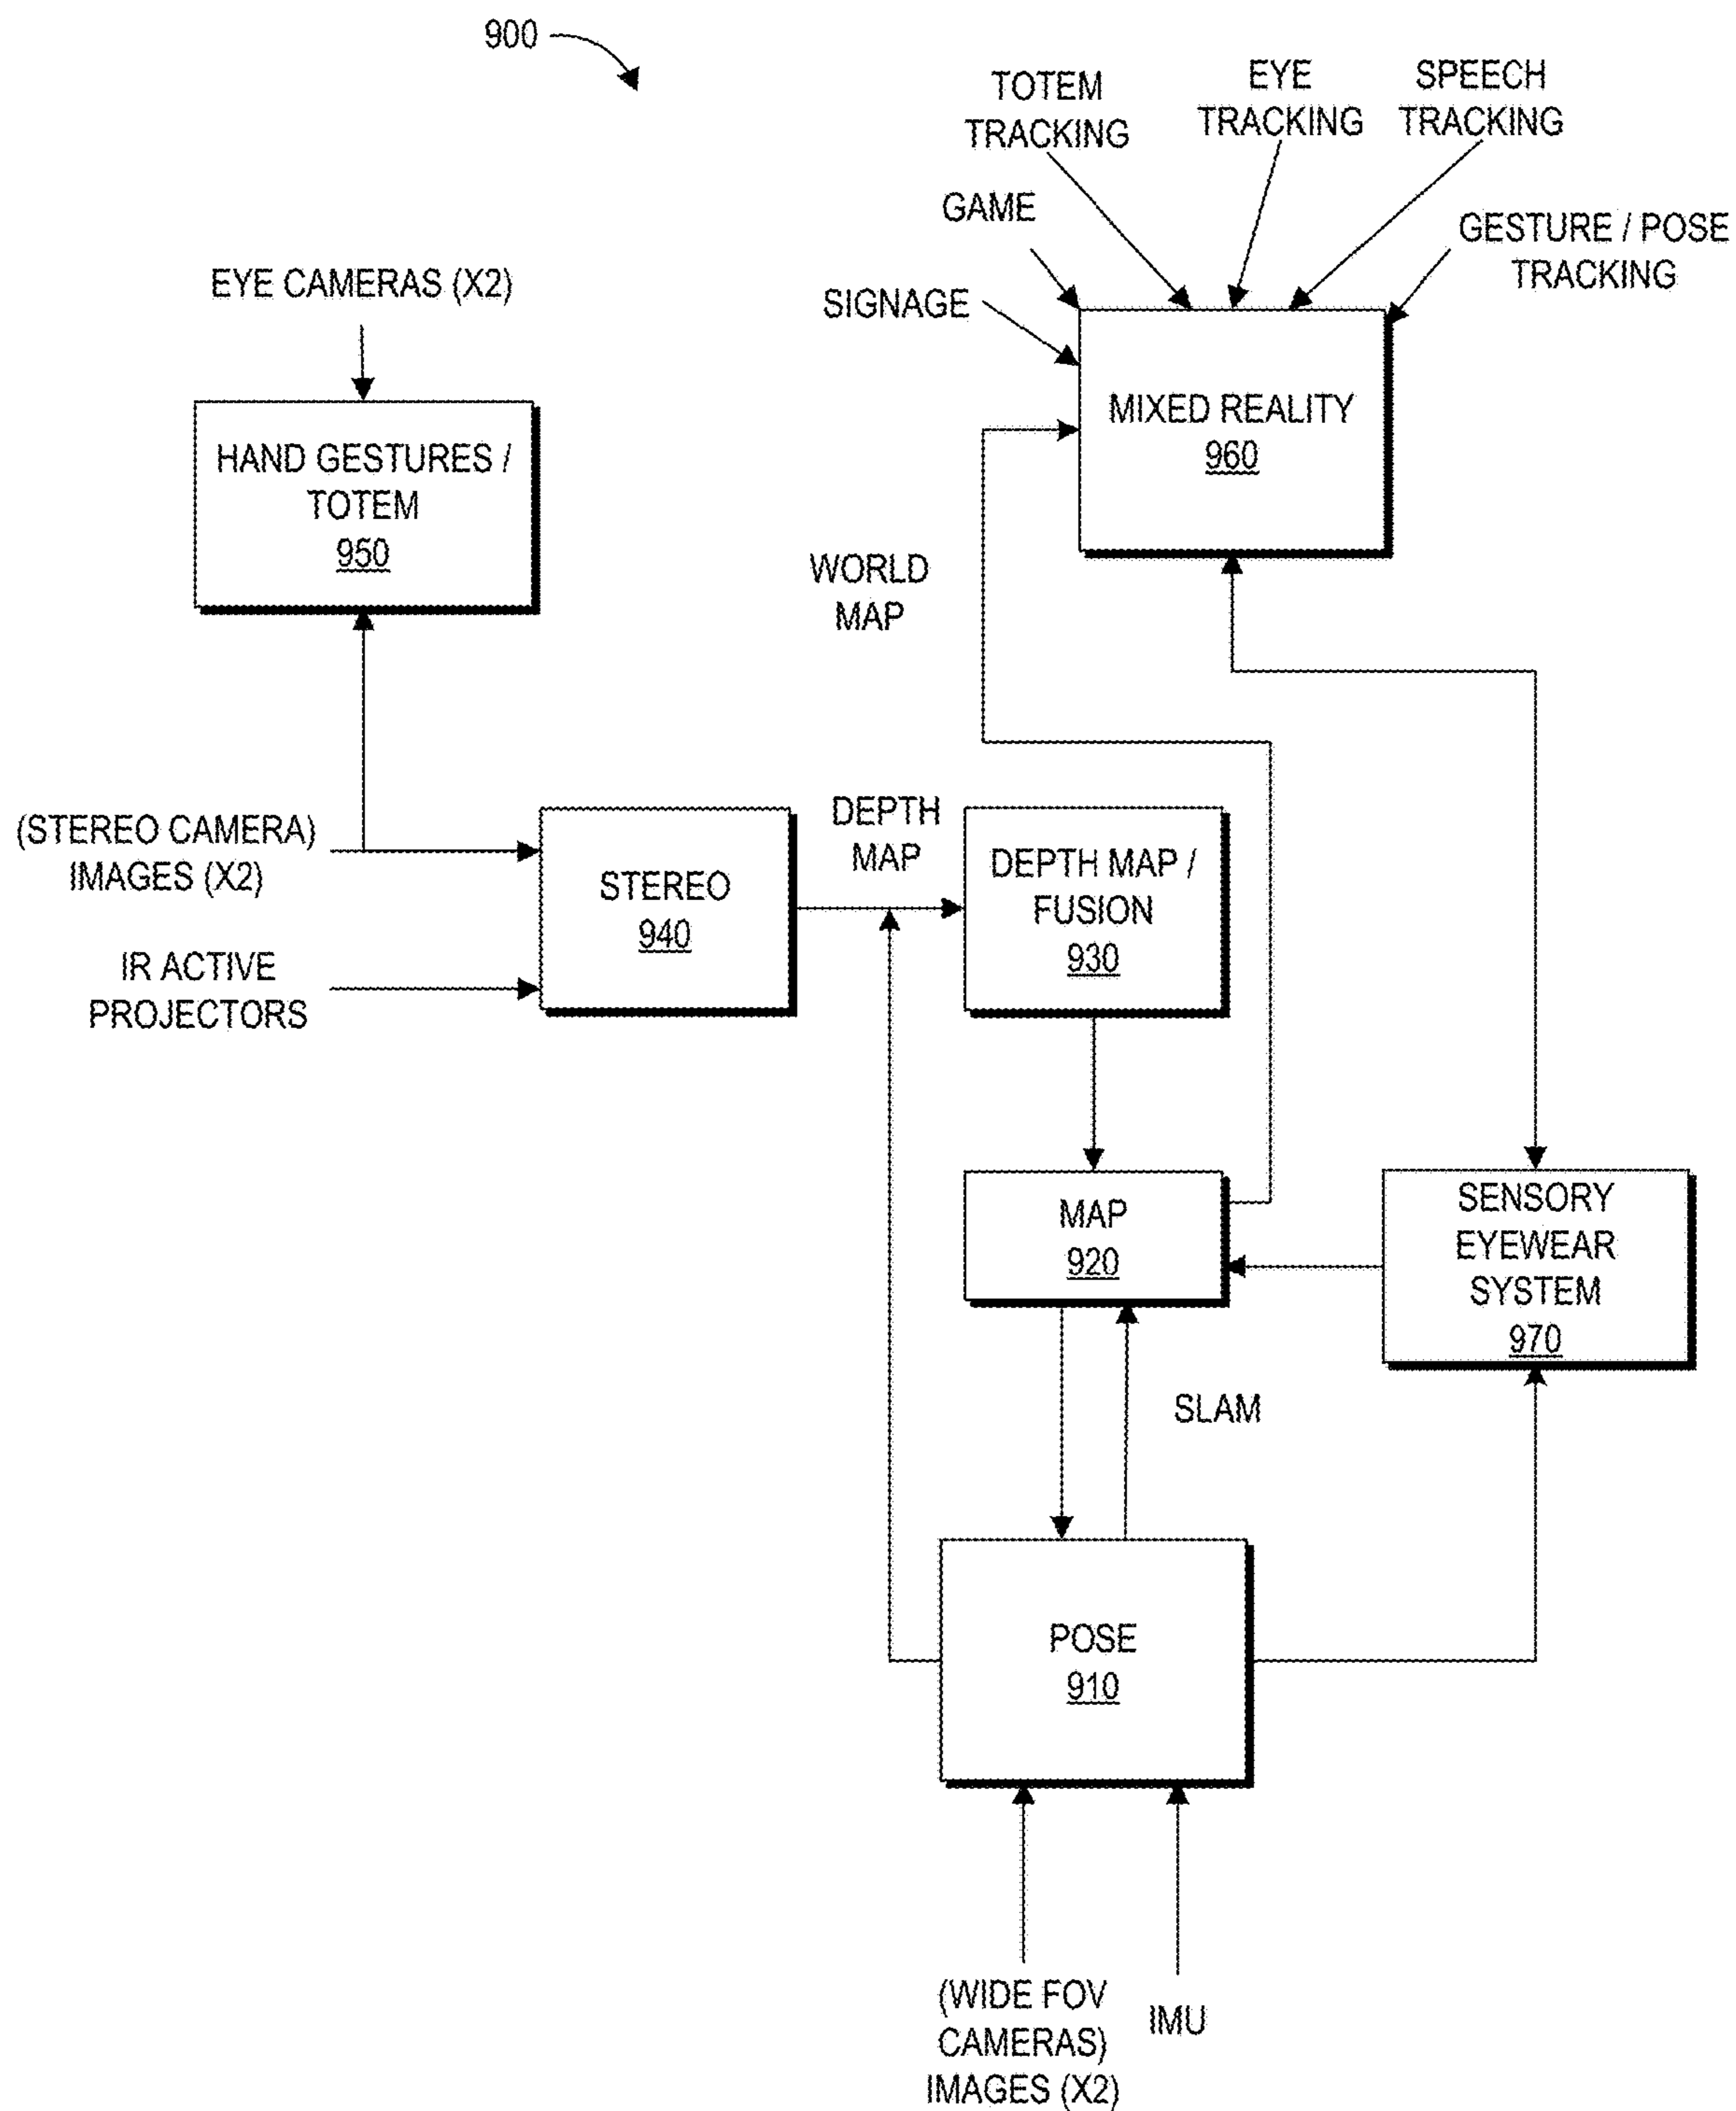 900
TOTEM
TRACKING
EYE
TRACKING
SPEECH
TRACKING
GAME
GESTURE / POSE
TRACKING
SIGNAGE
EYE CAMERAS (X2)
MIXED REALITY
960
HAND GESTURES /
TOTEM
950
WORLD
MAP
(STEREO CAMERA)
IMAGES (X2)
IR ACTIVE
PROJECTORS
STEREO
940
DEPTH
MAP
DEPTH MAP /
FUSION
930
MAP
920
SENSORY
EYEWEAR
SYSTEM
970
SLAM
POSE
910
(WIDE FOV
CAMERAS)
IMAGES (X2)
IMU